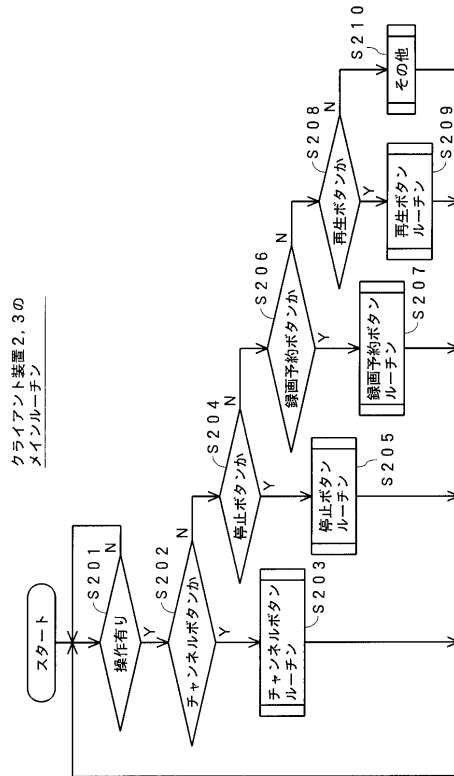 クライアント装置2,3の
メインルーチン
スタート
S201
操作有り
N
Y
S202
チャンネルボタンか
N
Y
S203
チャンネルボタン
ルーチン
S204
停止ボタンか
N
Y
S205
停止ボタン
ルーチン
S206
録画予約ボタンか
N
Y
S207
録画予約ボタン
ルーチン
S208
再生ボタンか
N
Y
S209
再生ボタン
ルーチン
S210
その他